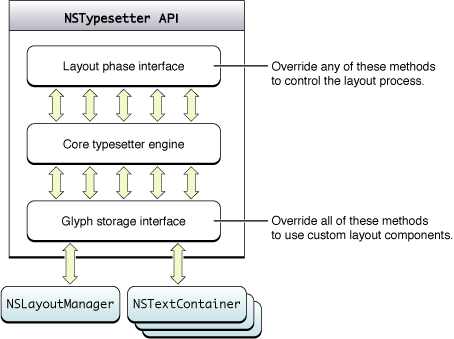 NSTypesetter API
Layout phase interface
Override any of these methods
to control the layout process.
Core typesetter engine
Glyph storage interface
Override all of these methods
to use custom layout components.
NSLayoutManager
NSTextContainer